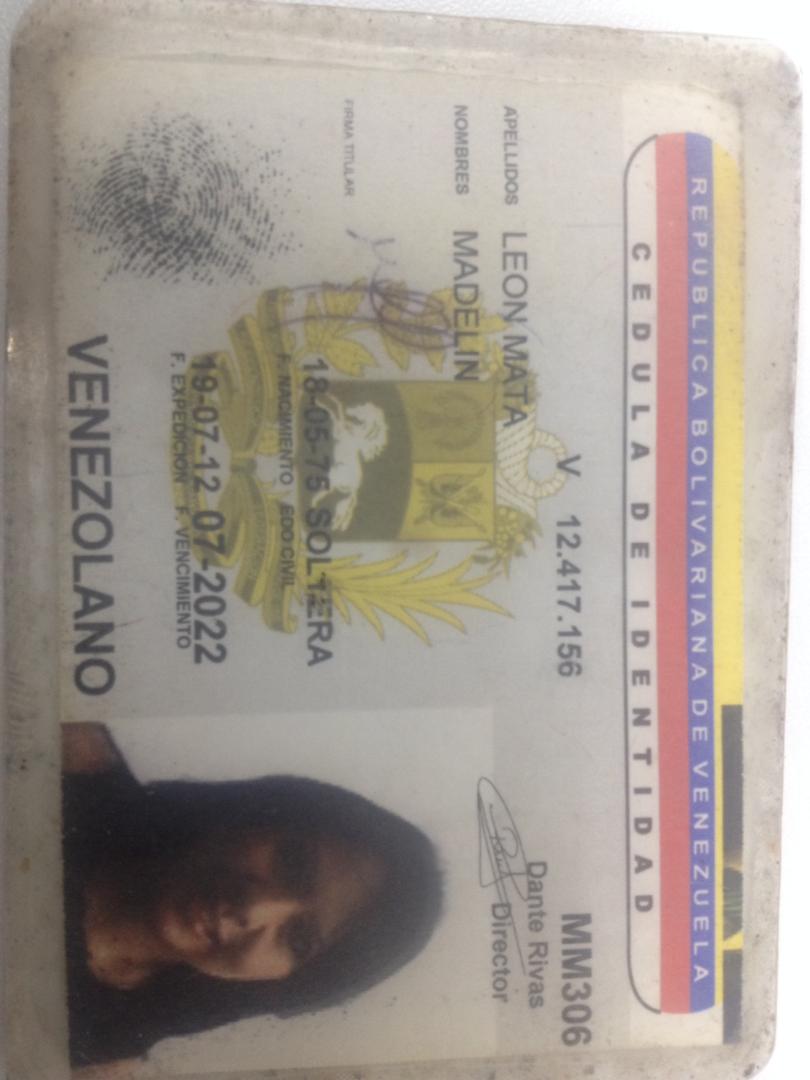 REPUBLICA BOLIVARIANA DE VENEZUELA
CEDULA DE IDENTIDAD
V 12.417.156
MM306
APELLIDOS LEON MATA
Dante Rivas
Director
NOMBRES MADELIN
FIRMA TITULAR
18-05-75 SOLTERA
F. NACIMIENTO EDO CIVIL
19-07-12 07-2022
F. EXPEDICION F. VENCIMIENTO
VENEZOLANO